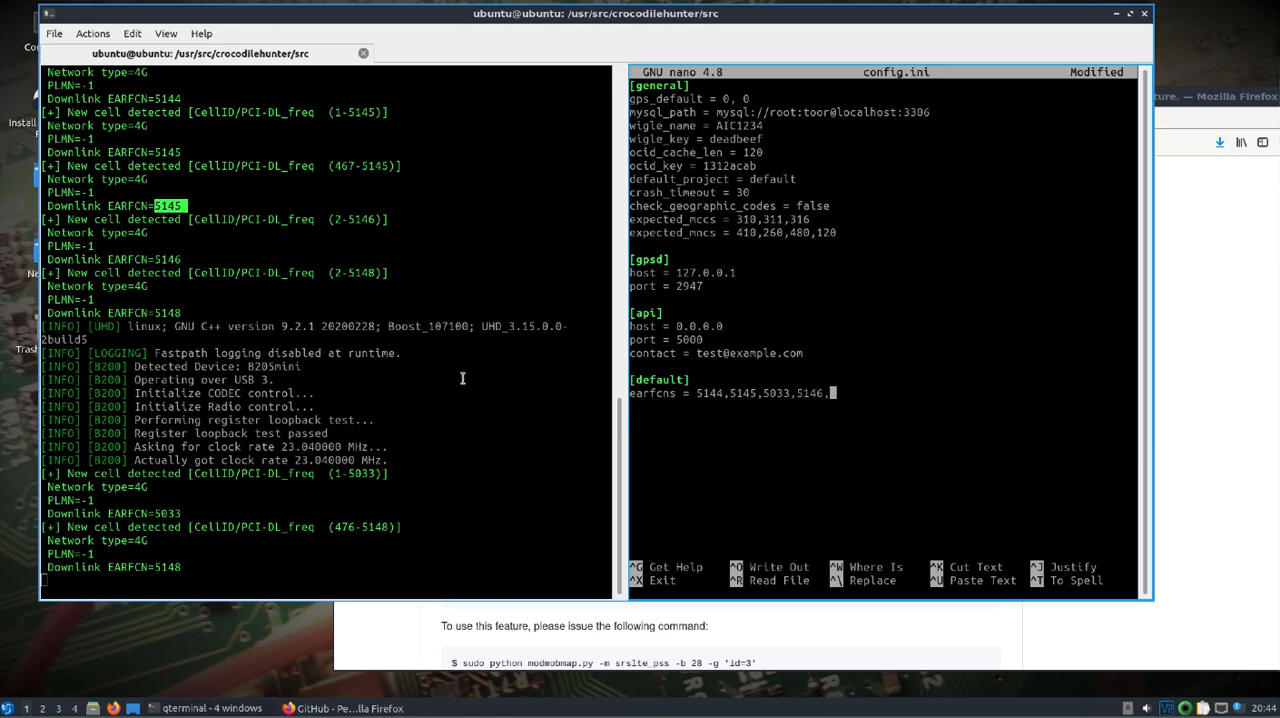 ubuntu@ubuntu: /usr/src/crocodilehunter/src
File Actions Edit View Help
ubuntu@ubuntu: /usr/src/crocodilehunter/src
Network type=4G
PLMN=-1
Downlink EARFCN=5144
[+] New cell detected [CellID/PCI-DL_freq (1-5145)]
Network type=4G
PLMN=-1
Downlink EARFCN=5145
[+] New cell detected [CellID/PCI-DL_freq (467-5145)]
Network type=4G
PLMN=-1
Downlink EARFCN=5145
[+] New cell detected [CellID/PCI-DL_freq (2-5146)]
Network type=4G
PLMN=-1
Downlink EARFCN=5146
[+] New cell detected [CellID/PCI-DL_freq (2-5148)]
Network type=4G
PLMN=-1
Downlink EARFCN=5148
[INFO] [UHD] linux; GNU C++ version 9.2.1 20200228; Boost_107100; UHD_3.15.0.0-
2build5
[INFO] [LOGGING] Fastpath logging disabled at runtime.
[INFO] [B200] Detected Device: B205mini
[INFO] [B200] Operating over USB 3.
[INFO] [B200] Initialize CODEC control...
[INFO] [B200] Initialize Radio control...
[INFO] [B200] Performing register loopback test...
[INFO] [B200] Register loopback test passed
[INFO] [B200] Asking for clock rate 23.040000 MHz...
[INFO] [B200] Actually got clock rate 23.040000 MHz.
[+] New cell detected [CellID/PCI-DL_freq (1-5033)]
Network type=4G
PLMN=-1
Downlink EARFCN=5033
[+] New cell detected [CellID/PCI-DL_freq (476-5148)]
Network type=4G
PLMN=-1
Downlink EARFCN=5148
GNU nano 4.8 config.ini Modified
[general]
gps_default = 0, 0
mysql_path = mysql://root:toor@localhost:3306
wigle_name = AIC1234
wigle_key = deadbeef
ocid_cache_len = 120
ocid_key = 1312acab
default_project = default
crash_timeout = 30
check_geographic_codes = false
expected_mccs = 310,311,316
expected_mncs = 410,260,480,120
[gpsd]
host = 127.0.0.1
port = 2947
[api]
host = 0.0.0.0
port = 5000
contact = test@example.com
[default]
earfcns = 5144,5145,5033,5146,
^G Get Help ^O Write Out ^W Where Is ^K Cut Text ^J Justify
^X Exit ^R Read File ^\ Replace ^U Paste Text ^T To Spell
Install
Trash
ture. — Mozilla Firefox
To use this feature, please issue the following command:
$ sudo python modmobmap.py -m srslte_pss -b 28 -g 'id=3'
1 2 3 4 qterminal - 4 windows GitHub - Pe…lla Firefox 20:44